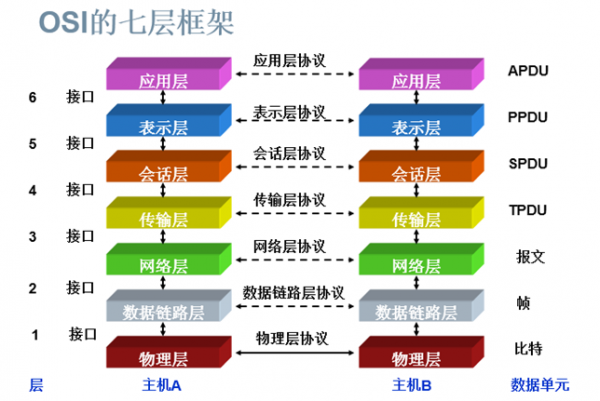 OSI的七层框架
应用层 应用层协议 应用层 APDU
6 接口
表示层 表示层协议 表示层 PPDU
5 接口
会话层 会话层协议 会话层 SPDU
4 接口
传输层 传输层协议 传输层 TPDU
3 接口
网络层 网络层协议 网络层 报文
2 接口
数据链路层 数据链路层协议 数据链路层 帧
1 接口
物理层 物理层协议 物理层 比特
层 主机A 主机B 数据单元